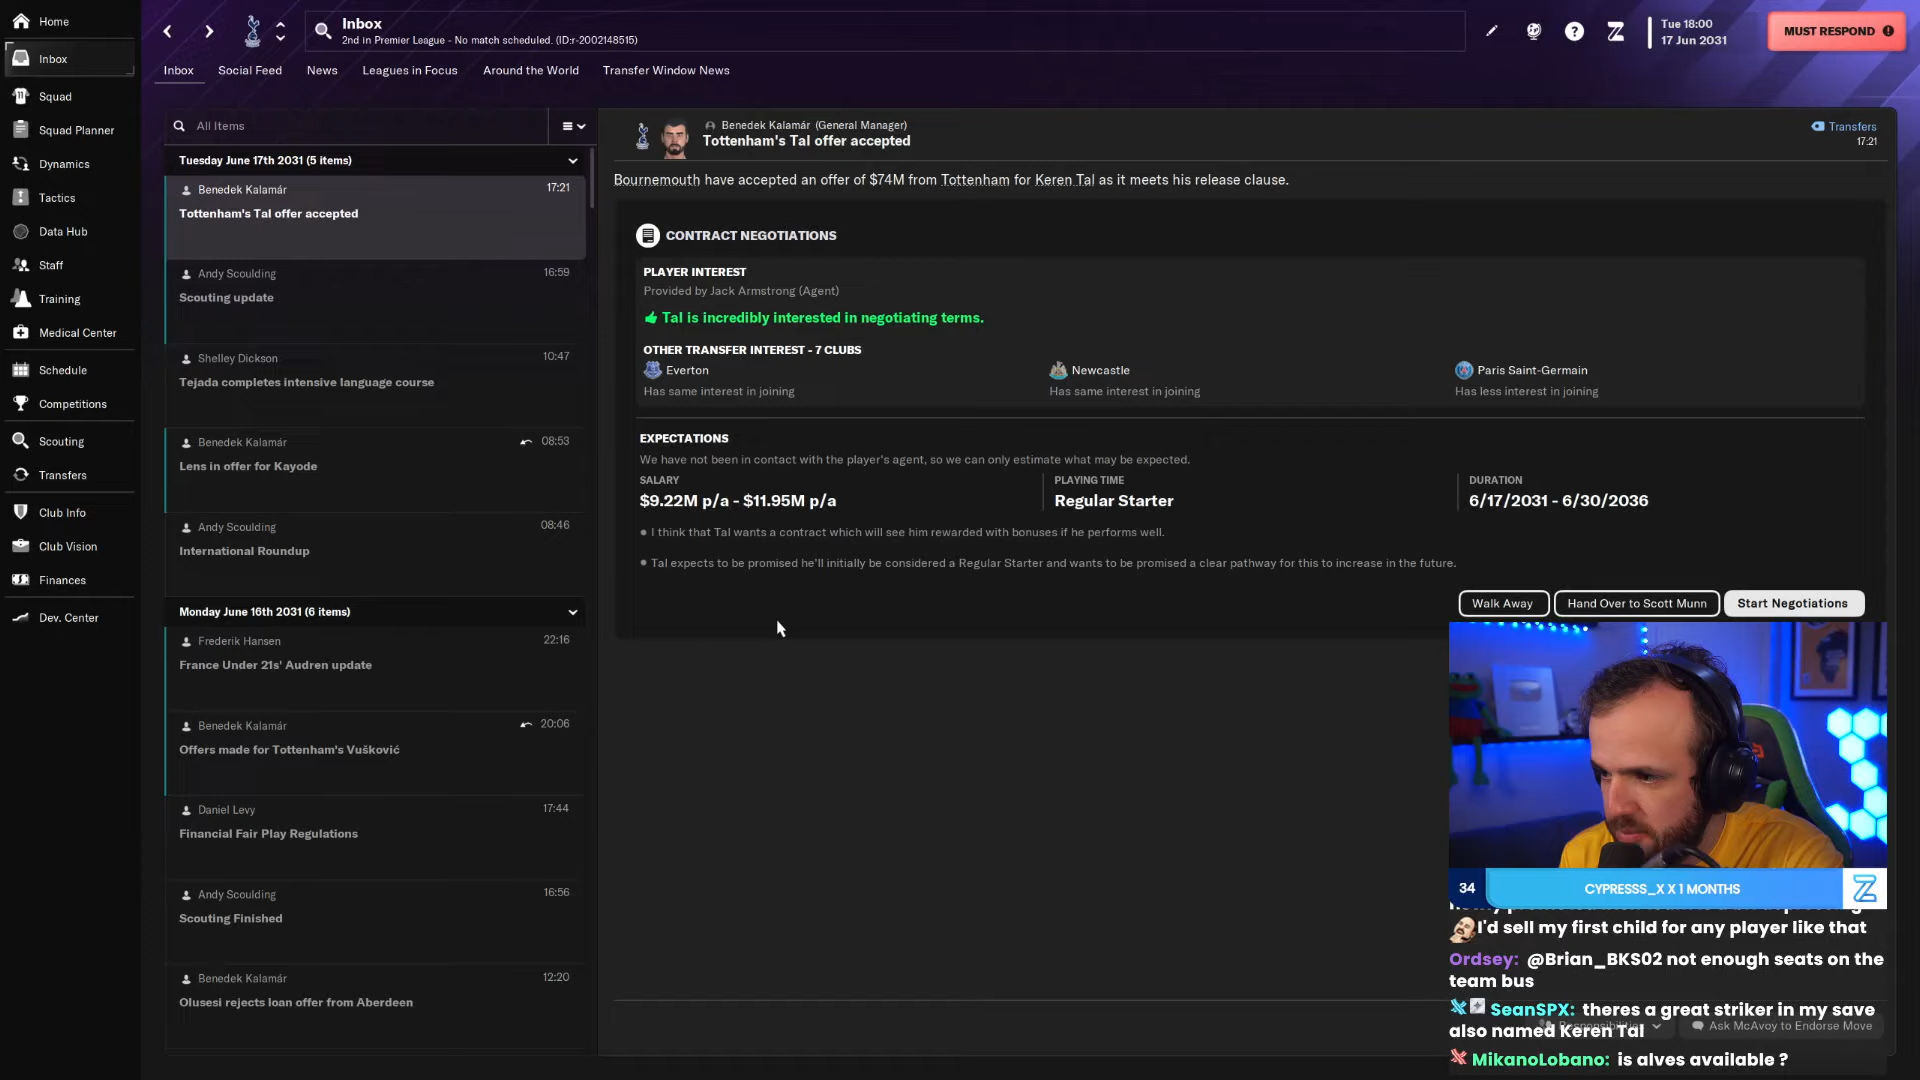 Home
Inbox
Squad
Squad Planner
Dynamics
Tactics
Data Hub
Staff
Training
Medical Center
Schedule
Competitions
Scouting
Transfers
Club Info
Club Vision
Finances
Dev. Center
Inbox
2nd in Premier League - No match scheduled. (ID:r-2002148515)
Tue 18:00
17 Jun 2031
MUST RESPOND
Inbox
Social Feed
News
Leagues in Focus
Around the World
Transfer Window News
All Items
Tuesday June 17th 2031 (5 items)
Benedek Kalamár 17:21
Tottenham's Tal offer accepted
Andy Scoulding 16:59
Scouting update
Shelley Dickson 10:47
Tejada completes intensive language course
Benedek Kalamár 08:53
Lens in offer for Kayode
Andy Scoulding 08:46
International Roundup
Monday June 16th 2031 (6 items)
Frederik Hansen 22:16
France Under 21s' Audren update
Benedek Kalamár 20:06
Offers made for Tottenham's Vušković
Daniel Levy 17:44
Financial Fair Play Regulations
Andy Scoulding 16:56
Scouting Finished
Benedek Kalamár 12:20
Olusesi rejects loan offer from Aberdeen
Benedek Kalamár (General Manager)
Tottenham's Tal offer accepted
Transfers
17:21
Bournemouth have accepted an offer of $74M from Tottenham for Keren Tal as it meets his release clause.
CONTRACT NEGOTIATIONS
PLAYER INTEREST
Provided by Jack Armstrong (Agent)
Tal is incredibly interested in negotiating terms.
OTHER TRANSFER INTEREST - 7 CLUBS
Everton
Has same interest in joining
Newcastle
Has same interest in joining
Paris Saint-Germain
Has less interest in joining
EXPECTATIONS
We have not been in contact with the player's agent, so we can only estimate what may be expected.
SALARY
$9.22M p/a - $11.95M p/a
PLAYING TIME
Regular Starter
DURATION
6/17/2031 - 6/30/2036
• I think that Tal wants a contract which will see him rewarded with bonuses if he performs well.
• Tal expects to be promised he'll initially be considered a Regular Starter and wants to be promised a clear pathway for this to increase in the future.
Walk Away
Hand Over to Scott Munn
Start Negotiations
34
CYPRESSS_X X 1 MONTHS
I'd sell my first child for any player like that
Ordsey: @Brian_BKS02 not enough seats on the
team bus
SeanSPX: theres a great striker in my save
also named Keren Tal
MikanoLobano: is alves available ?
Responsibilities
Ask McAvoy to Endorse Move